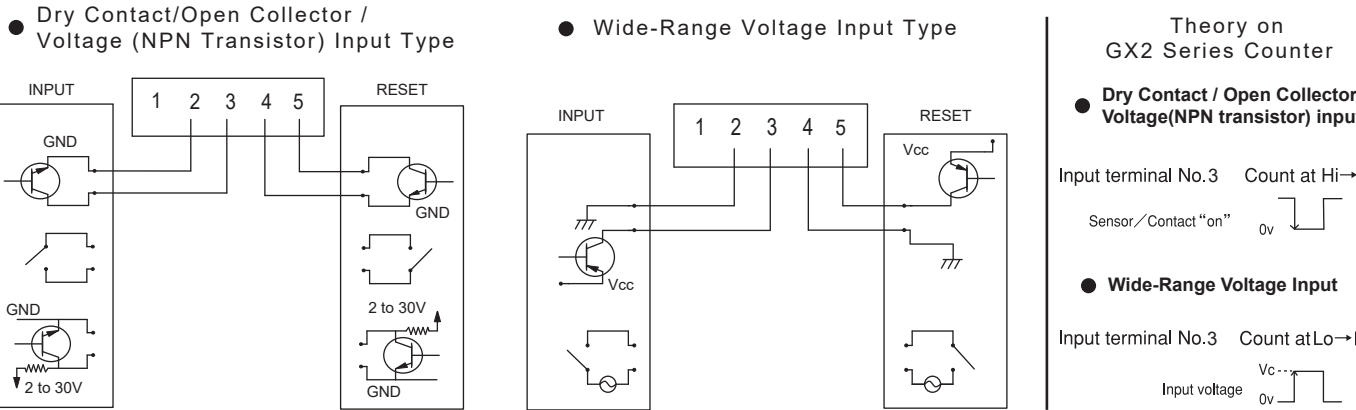 Dry Contact/Open Collector /
Voltage (NPN Transistor) Input Type
INPUT
1 2 3 4 5
RESET
GND
GND
GND
2 to 30V
2 to 30V
GND
Wide-Range Voltage Input Type
INPUT
1 2 3 4 5
RESET
Vcc
Vcc
Theory on
GX2 Series Counter
Dry Contact / Open Collector
Voltage(NPN transistor) inpu
Input terminal No.3 Count at Hi→
Sensor/Contact“on” 0v
Wide-Range Voltage Input
Input terminal No.3 Count at Lo→
Vc
Input voltage 0v